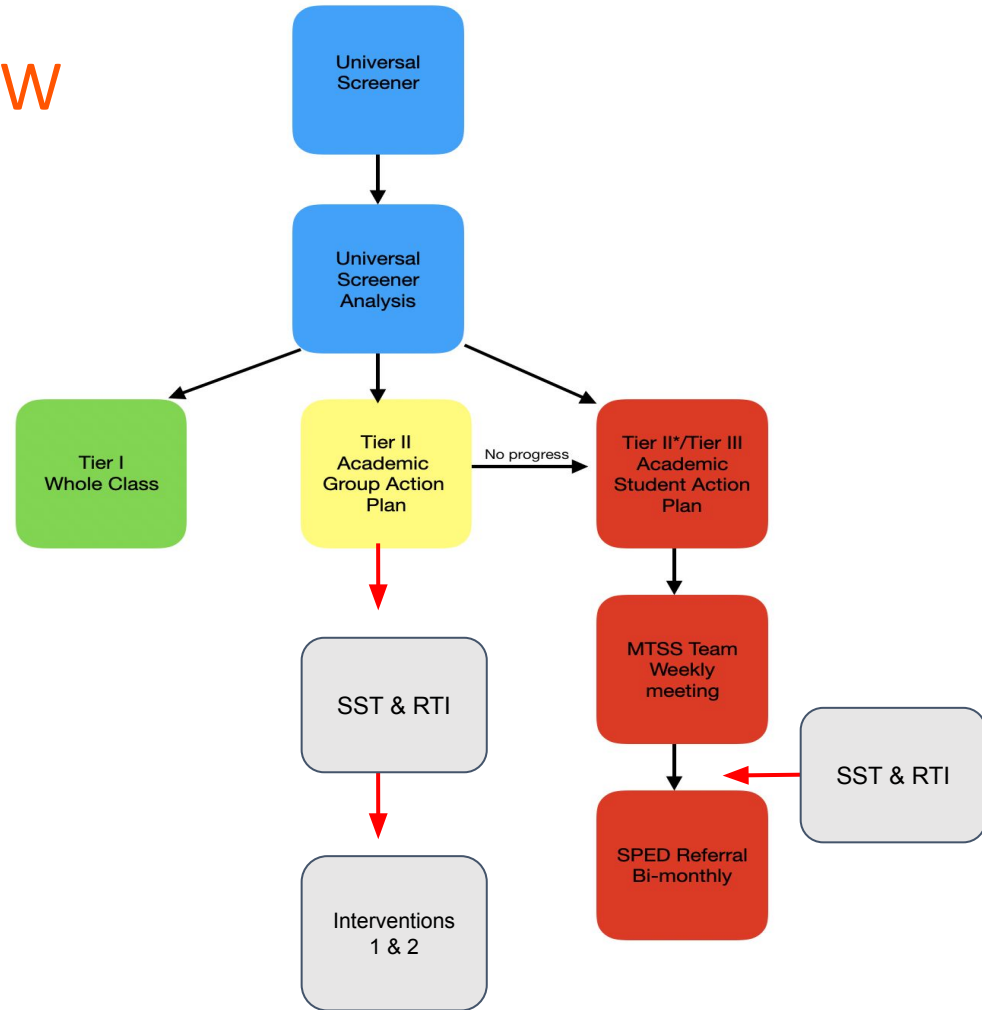 W
Universal
Screener
Universal
Screener
Analysis
Tier I
Whole Class
Tier II
Academic
Group Action
Plan
No progress
Tier II*/Tier III
Academic
Student Action
Plan
SST & RTI
MTSS Team
Weekly
meeting
SST & RTI
Interventions
1 & 2
SPED Referral
Bi-monthly